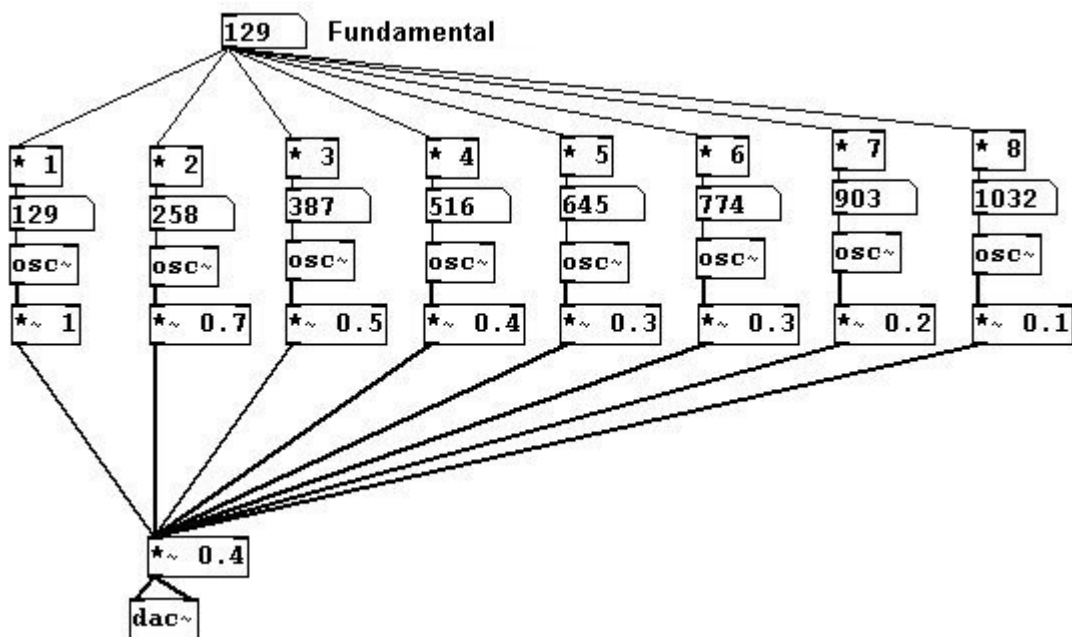 129 Fundamental
* 1 * 2 * 3 * 4 * 5 * 6 * 7 * 8
129 258 387 516 645 774 903 1032
osc~ osc~ osc~ osc~ osc~ osc~ osc~ osc~
*~ 1 *~ 0.7 *~ 0.5 *~ 0.4 *~ 0.3 *~ 0.3 *~ 0.2 *~ 0.1
*~ 0.4
dac~